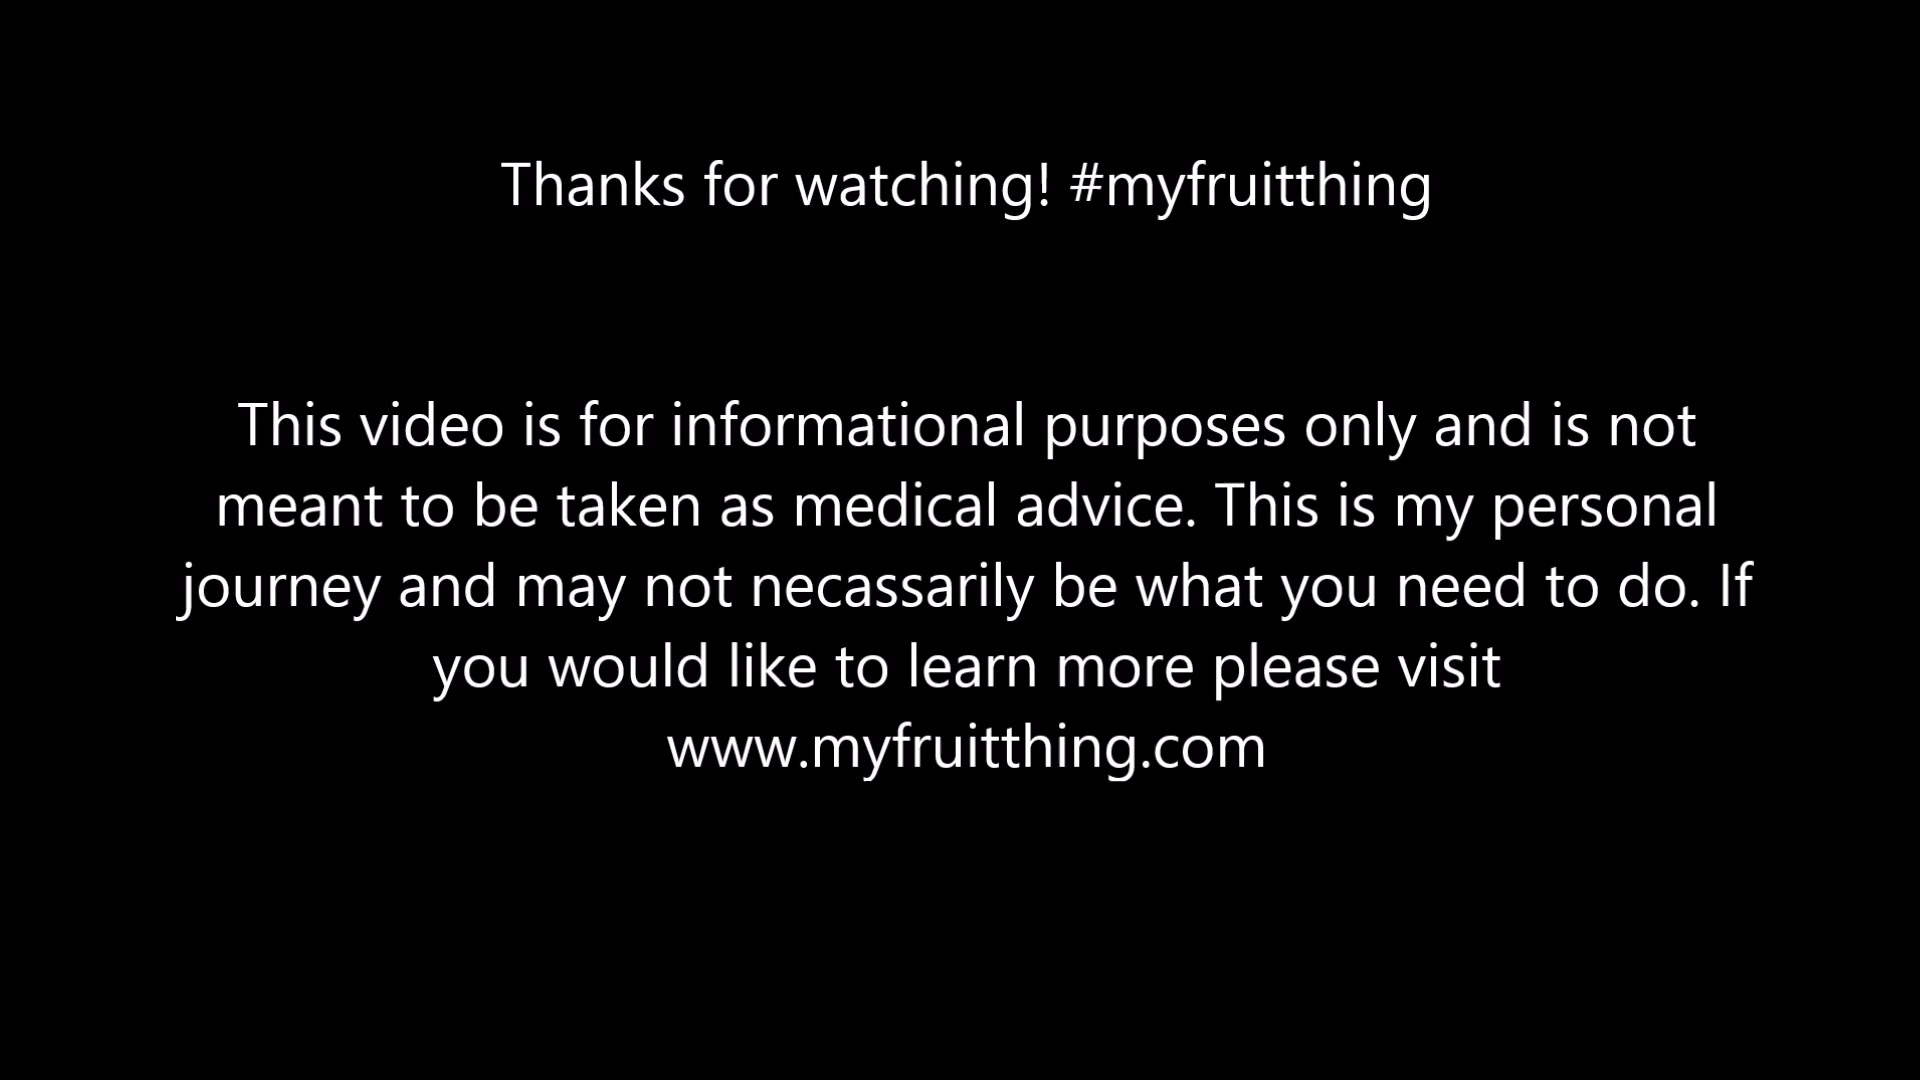 Thanks for watching! #myfruitthing
This video is for informational purposes only and is not
meant to be taken as medical advice. This is my personal
journey and may not necassarily be what you need to do. If
you would like to learn more please visit
www.myfruitthing.com